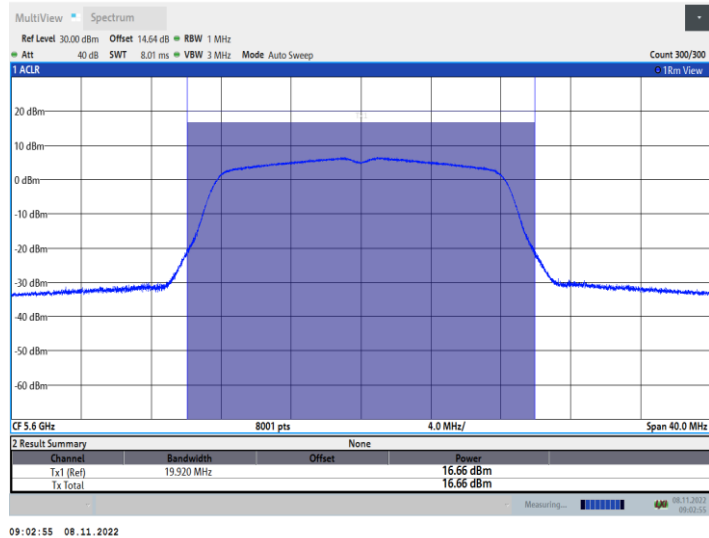 MultiView Spectrum
Ref Level 30.00 dBm Offset 14.64 dB RBW 1 MHz
Att 40 dB SWT 8.01 ms VBW 3 MHz Mode Auto Sweep Count 300/300
1 ACLR 1Rm View
20 dBm
10 dBm
0 dBm
-10 dBm
-20 dBm
-30 dBm
-40 dBm
-50 dBm
-60 dBm
CF 5.6 GHz 8001 pts 4.0 MHz/ Span 40.0 MHz
2 Result Summary None
Channel Bandwidth Offset Power
Tx1 (Ref) 19.920 MHz 16.66 dBm
Tx Total 16.66 dBm
Measuring... 08.11.2022
09:02:55
09:02:55 08.11.2022